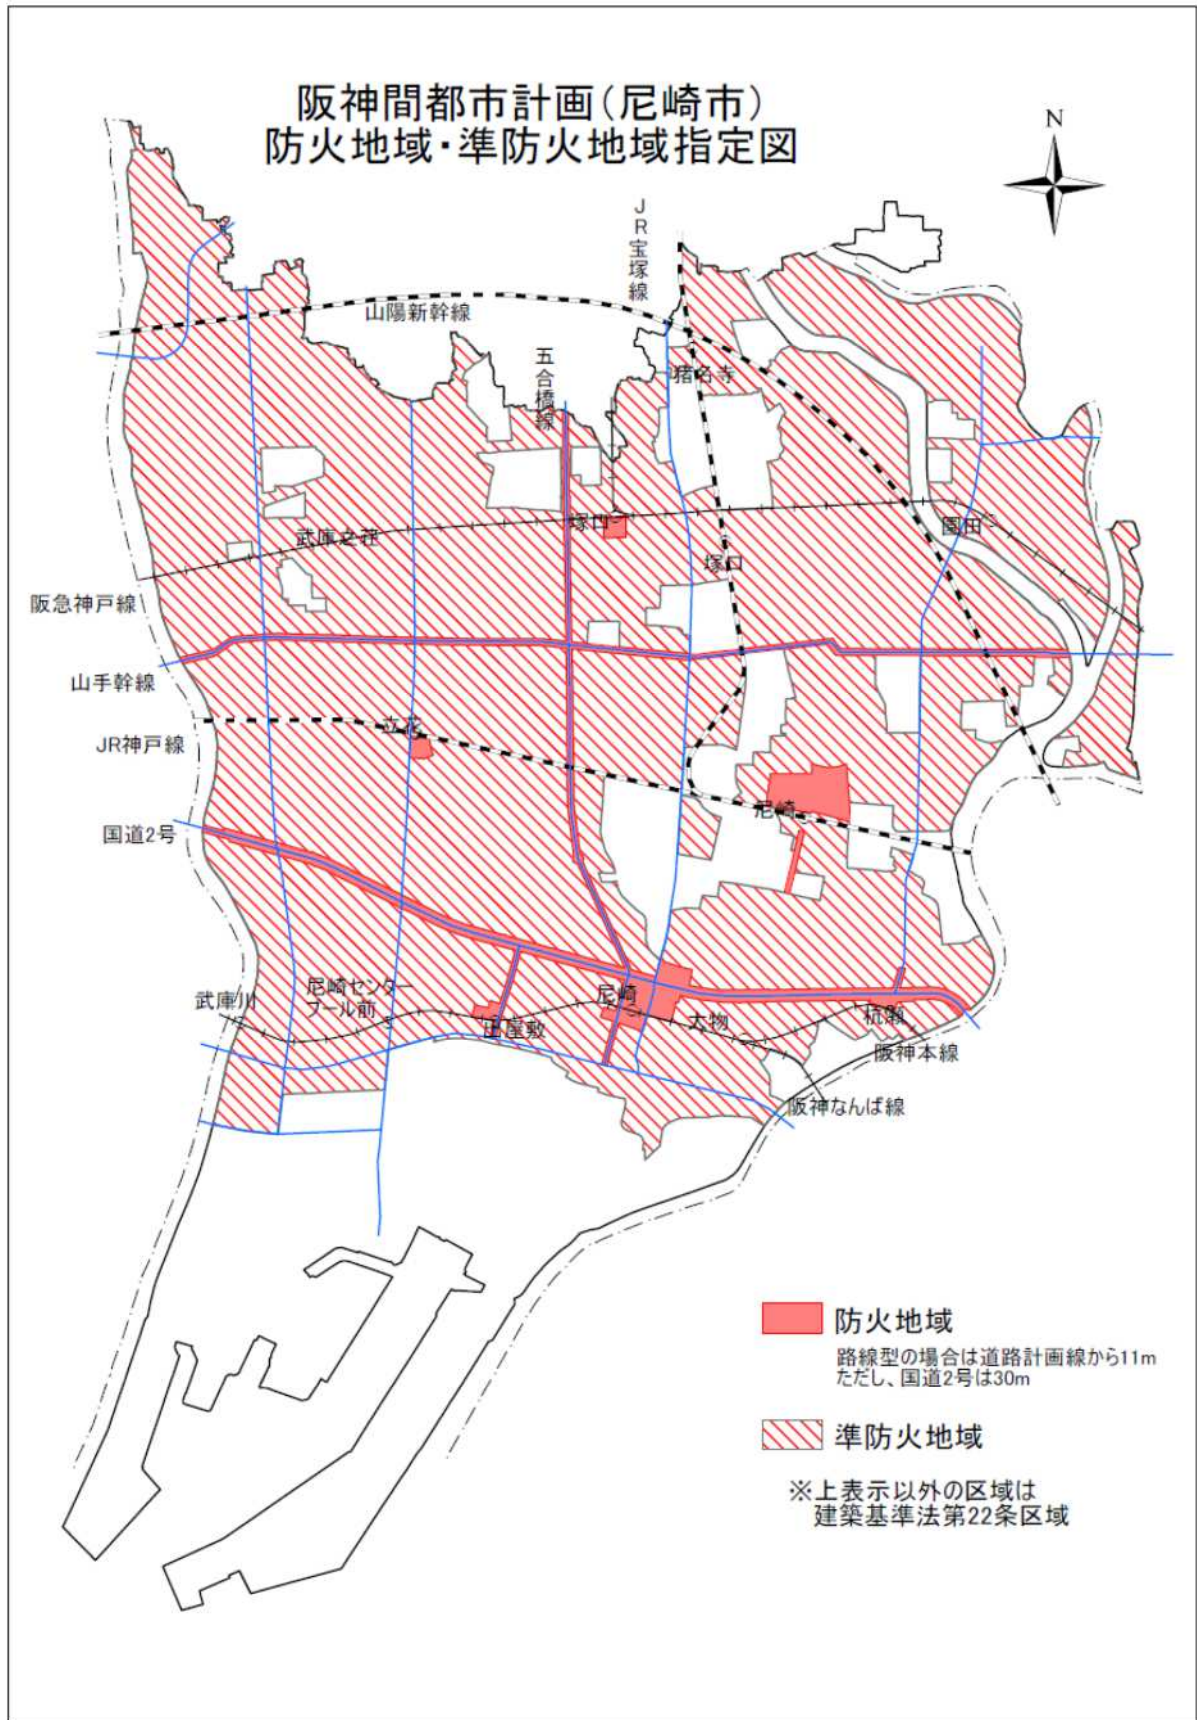 阪神間都市計画(尼崎市)
防火地域・準防火地域指定図
N
JR宝塚線
山陽新幹線
五合橋線
猪名寺
塚口
武庫之荘
園田
塚口
阪急神戸線
山手幹線
立花
JR神戸線
尼崎
国道2号
尼崎センター
プール前
武庫川
尼崎
出屋敷
大物
杭瀬
阪神本線
阪神なんば線
防火地域
路線型の場合は道路計画線から11m
ただし、国道2号は30m
準防火地域
※上表示以外の区域は
建築基準法第22条区域